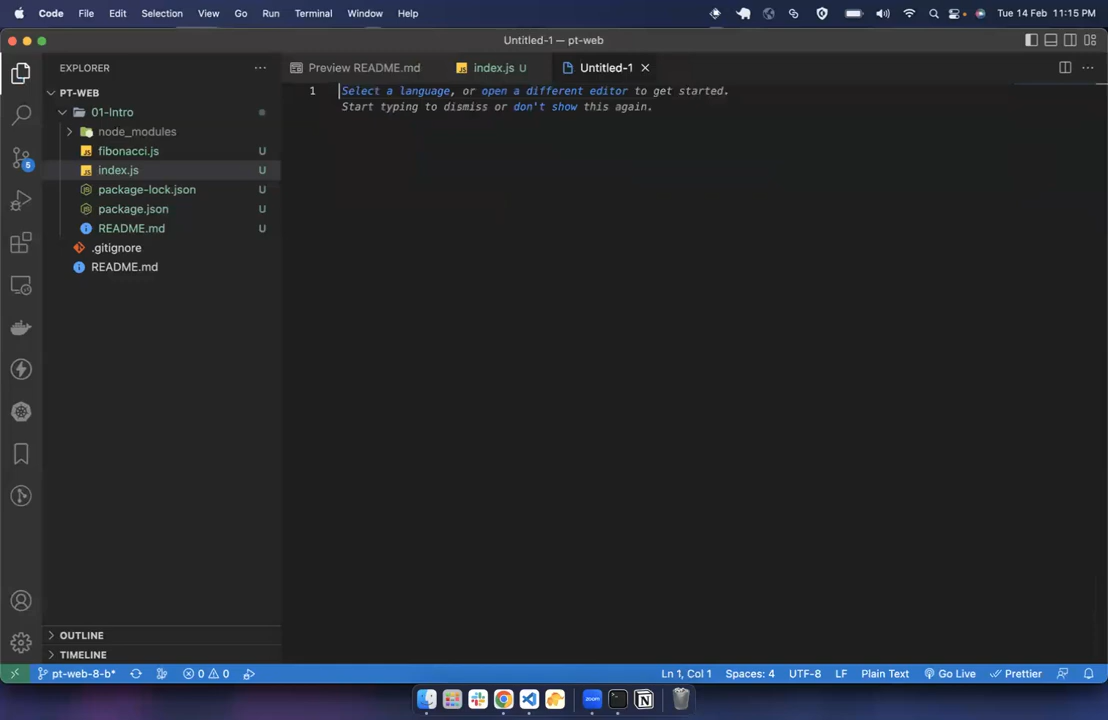 Code File Edit Selection View Go Run Terminal Window Help Tue 14 Feb 11:15 PM
Untitled-1 — pt-web
EXPLORER
Preview README.md index.js U Untitled-1
PT-WEB
1 Select a language, or open a different editor to get started.
Start typing to dismiss or don't show this again.
01-Intro
node_modules
fibonacci.js U
index.js U
package-lock.json U
package.json U
README.md U
.gitignore
README.md
5
OUTLINE
TIMELINE
pt-web-8-b* 0 0 Ln 1, Col 1 Spaces: 4 UTF-8 LF Plain Text Go Live Prettier
zoom